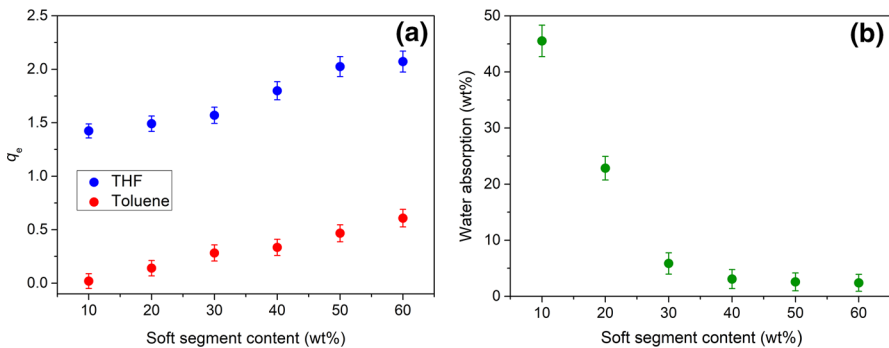 (a)
2.5
2.0
1.5
1.0
0.5
0.0
qe
THF
Toluene
10 20 30 40 50 60
Soft segment content (wt%)
(b)
50
40
30
20
10
0
Water absorption (wt%)
10 20 30 40 50 60
Soft segment content (wt%)